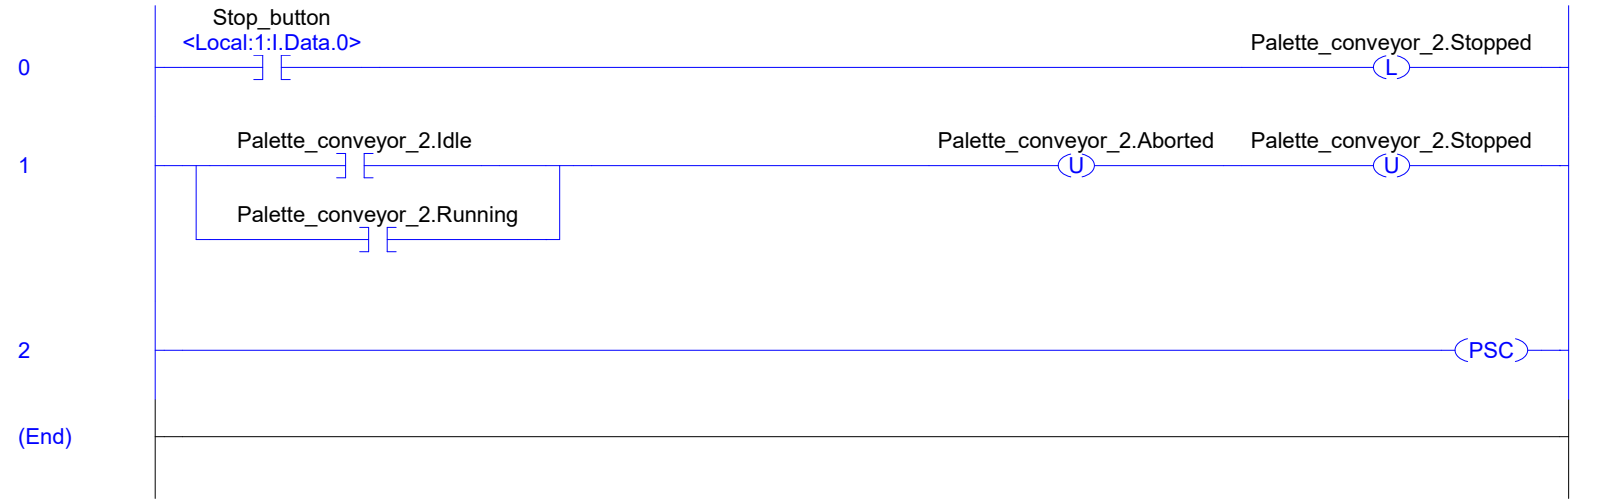 Stop_button
<Local:1:I.Data.0>
Palette_conveyor_2.Stopped
0
L
Palette_conveyor_2.Idle
Palette_conveyor_2.Aborted
Palette_conveyor_2.Stopped
1
U
U
Palette_conveyor_2.Running
2
PSC
(End)